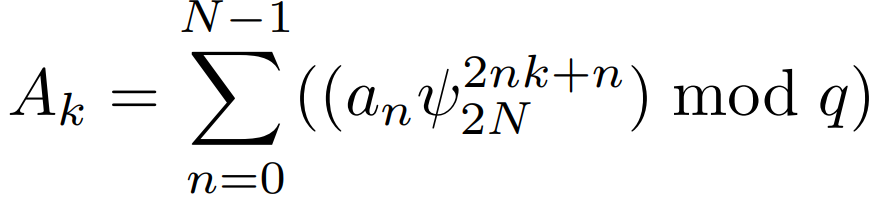 A_k = \sum_{n=0}^{N-1} ((a_n \psi_{2N}^{2nk+n}) \bmod q)